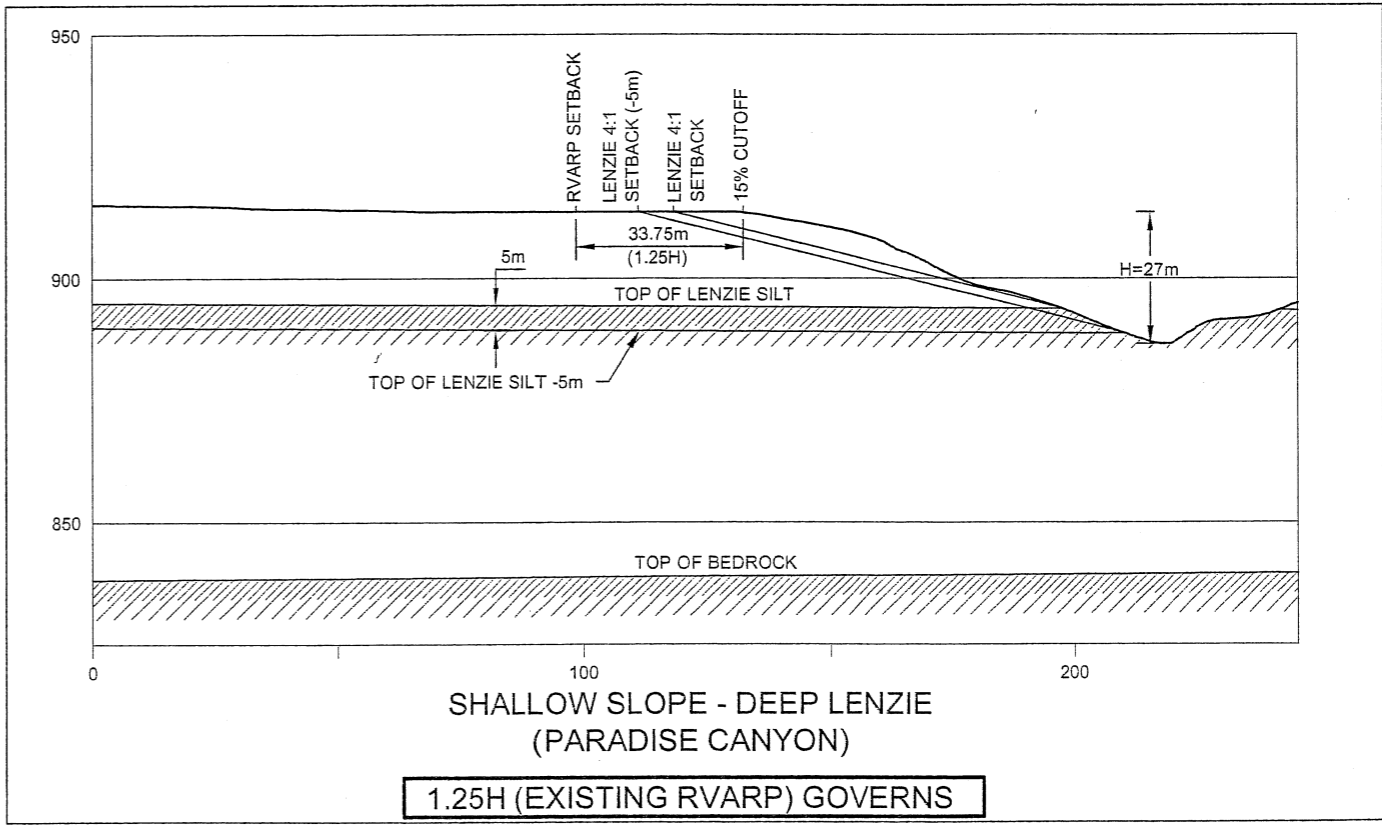 950
RVARP SETBACK
LENZIE 4:1
SETBACK (-5m)
LENZIE 4:1
SETBACK
15% CUTOFF
33.75m
(1.25H)
H=27m
5m
900
TOP OF LENZIE SILT
TOP OF LENZIE SILT -5m
850
TOP OF BEDROCK
0
100
200
SHALLOW SLOPE - DEEP LENZIE
(PARADISE CANYON)
1.25H (EXISTING RVARP) GOVERNS